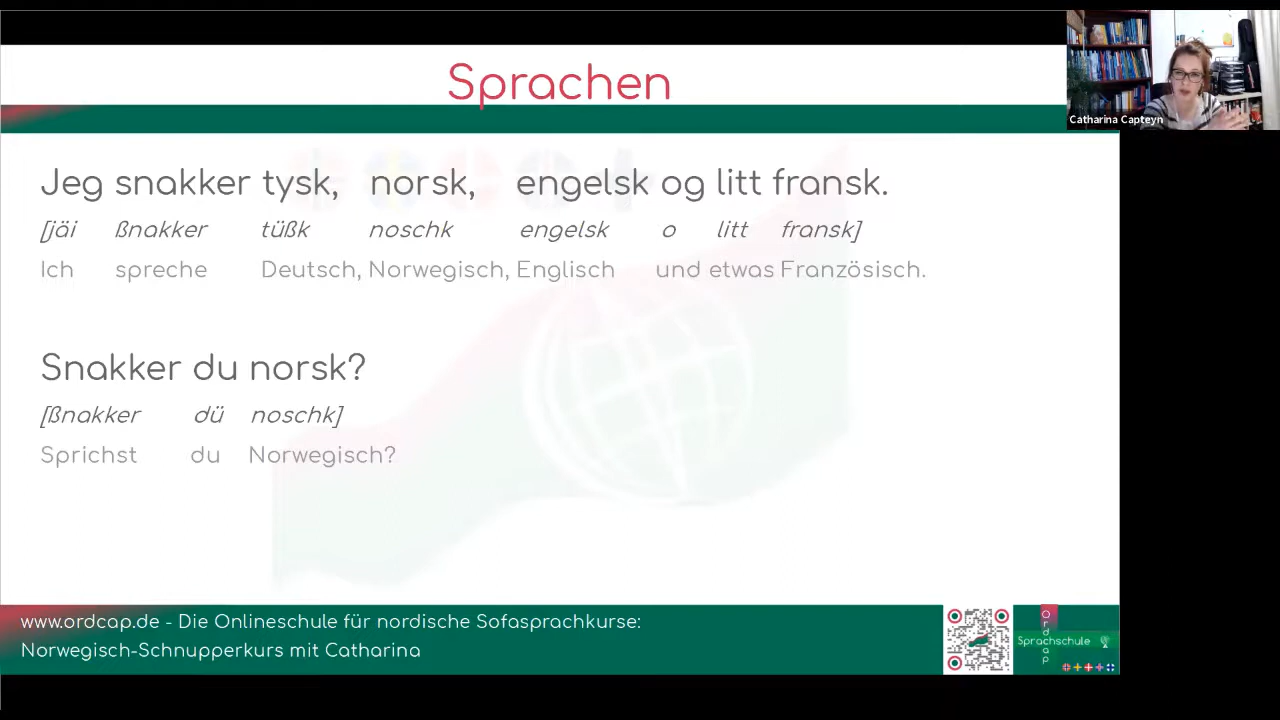 Sprachen
Catharina Capteyn
Jeg snakker tysk, norsk, engelsk og litt fransk.
[jäi ßnakker tüßk noschk engelsk o litt fransk]
Ich spreche Deutsch, Norwegisch, Englisch und etwas Französisch.
Snakker du norsk?
[ßnakker dü noschk]
Sprichst du Norwegisch?
www.ordcap.de - Die Onlineschule für nordische Sofasprachkurse:
Norwegisch-Schnupperkurs mit Catharina
Ordcap
Sprachschule